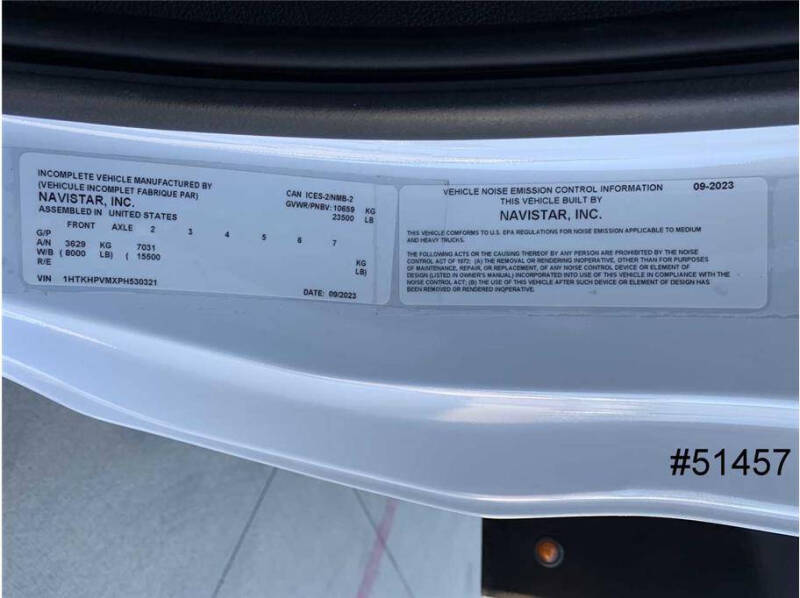 INCOMPLETE VEHICLE MANUFACTURED BY
(VEHICULE INCOMPLET FABRIQUE PAR)
NAVISTAR, INC.
ASSEMBLED IN UNITED STATES
CAN ICES-2/NMB-2
GVWR/PNBV: 10659 KG
23500 LB
FRONT AXLE 2 3 4 5 6 7
G/P
A/N 3629 7031 KG
W/B ( 8000 ) ( 15500 LB)
R/E
VIN 1HTKHPVMXPH530321
DATE: 09/2023
VEHICLE NOISE EMISSION CONTROL INFORMATION 09-2023
THIS VEHICLE BUILT BY
NAVISTAR, INC.
THIS VEHICLE CONFORMS TO U.S. EPA REGULATIONS FOR NOISE EMISSION APPLICABLE TO MEDIUM
AND HEAVY TRUCKS.
THE FOLLOWING ACTS OR THE CAUSING THEREOF BY ANY PERSON ARE PROHIBITED BY THE NOISE
CONTROL ACT OF 1972: (A) THE REMOVAL OR RENDERING INOPERATIVE, OTHER THAN FOR PURPOSES
OF MAINTENANCE, REPAIR, OR REPLACEMENT, OF ANY NOISE CONTROL DEVICE OR ELEMENT OF
DESIGN (LISTED IN OWNER'S MANUAL) INCORPORATED INTO USE OF THIS VEHICLE IN COMPLIANCE WITH THE
NOISE CONTROL ACT; (B) THE USE OF THIS VEHICLE AFTER SUCH DEVICE OR ELEMENT OF DESIGN HAS
BEEN REMOVED OR RENDERED INOPERATIVE.
#51457